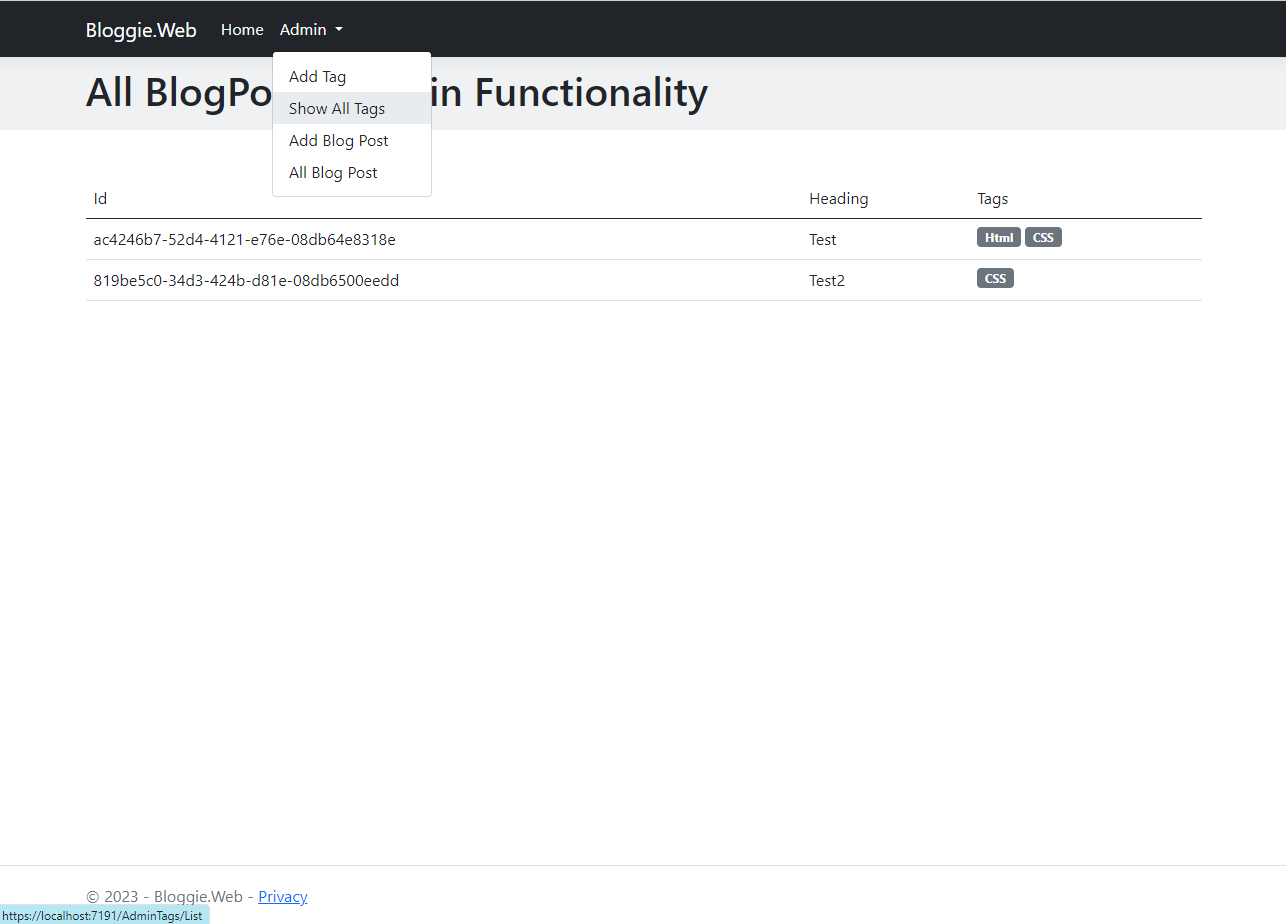 Bloggie.Web Home Admin
Add Tag
All BlogPo in Functionality
Show All Tags
Add Blog Post
All Blog Post
Id Heading Tags
ac4246b7-52d4-4121-e76e-08db64e8318e Test Html CSS
819be5c0-34d3-424b-d81e-08db6500eedd Test2 CSS
© 2023 - Bloggie.Web - Privacy
https://localhost:7191/AdminTags/List